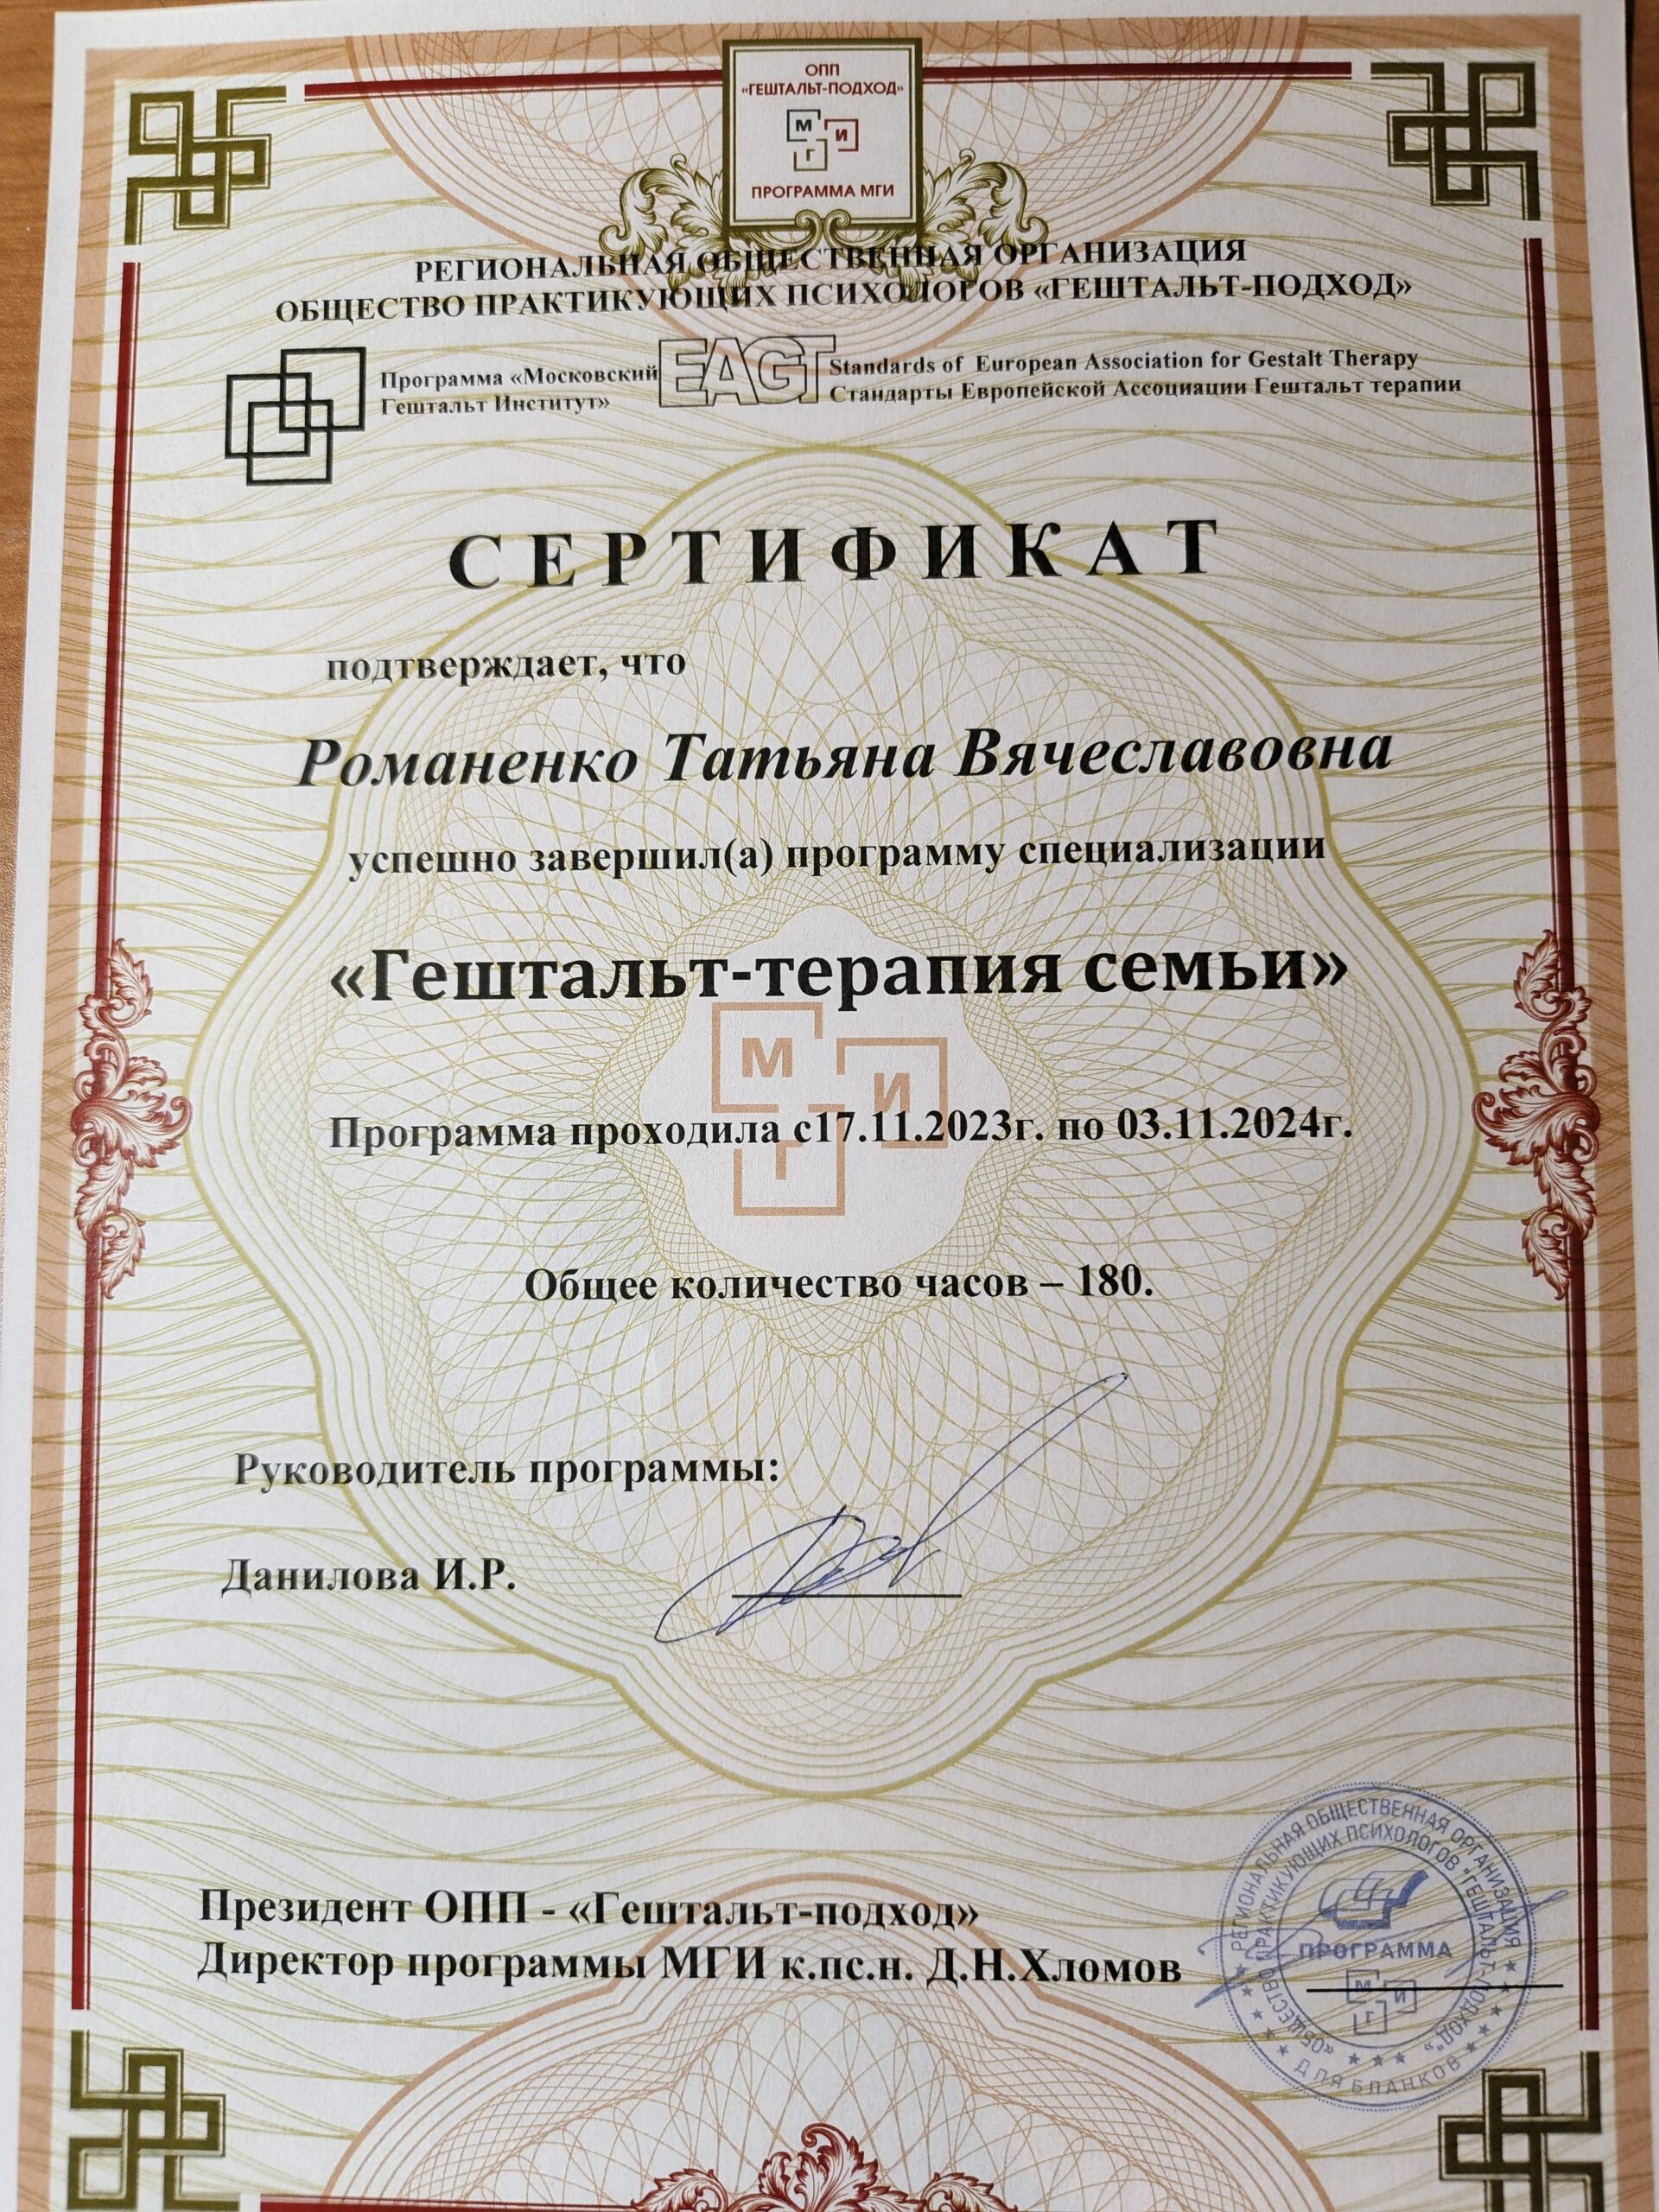 ОПП
«ГЕШТАЛЬТ-ПОДХОД»
М И
Г
ПРОГРАММА МГИ
РЕГИОНАЛЬНАЯ ОБЩЕСТВЕННАЯ ОРГАНИЗАЦИЯ
ОБЩЕСТВО ПРАКТИКУЮЩИХ ПСИХОЛОГОВ «ГЕШТАЛЬТ-ПОДХОД»
Программа «Московский
Гештальт Институт»
EAGT
Standards of European Association for Gestalt Therapy
Стандарты Европейской Ассоциации Гештальт терапии
СЕРТИФИКАТ
подтверждает, что
Романенко Татьяна Вячеславовна
успешно завершил(а) программу специализации
«Гештальт-терапия семьи»
М И
Г
Программа проходила с17.11.2023г. по 03.11.2024г.
Общее количество часов – 180.
Руководитель программы:
Данилова И.Р.
Президент ОПП - «Гештальт-подход»
Директор программы МГИ к.пс.н. Д.Н.Хломов
РЕГИОНАЛЬНАЯ ОБЩЕСТВЕННАЯ ОРГАНИЗАЦИЯ
«ОБЩЕСТВО ПРАКТИКУЮЩИХ ПСИХОЛОГОВ "ГЕШТАЛЬТ-ПОДХОД"»
ПРОГРАММА
М И
Г
ДЛЯ БЛАНКОВ